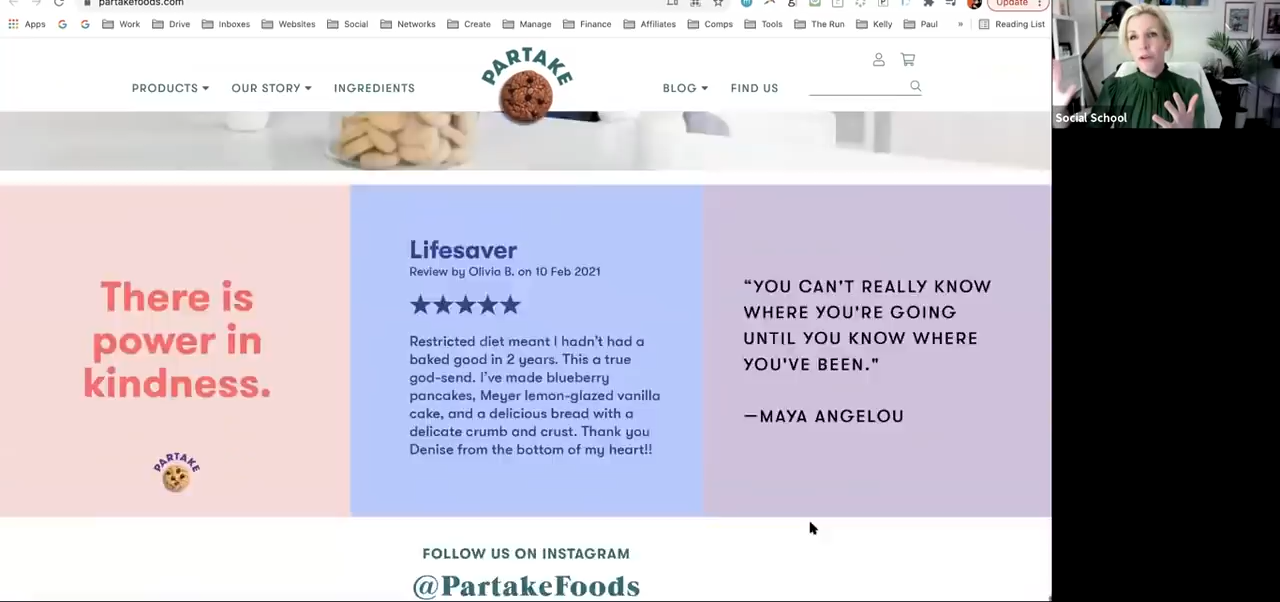 partakefoods.com
Update
Apps Work Drive Inboxes Websites Social Networks Create Manage Finance Affiliates Comps Tools The Run Kelly Paul » Reading List
PARTAKE
PRODUCTS OUR STORY INGREDIENTS BLOG FIND US
Social School
There is
power in
kindness.
PARTAKE
Lifesaver
Review by Olivia B. on 10 Feb 2021
★★★★★
Restricted diet meant I hadn't had a
baked good in 2 years. This a true
god-send. I've made blueberry
pancakes, Meyer lemon-glazed vanilla
cake, and a delicious bread with a
delicate crumb and crust. Thank you
Denise from the bottom of my heart!!
“YOU CAN'T REALLY KNOW
WHERE YOU'RE GOING
UNTIL YOU KNOW WHERE
YOU'VE BEEN."
—MAYA ANGELOU
FOLLOW US ON INSTAGRAM
@PartakeFoods